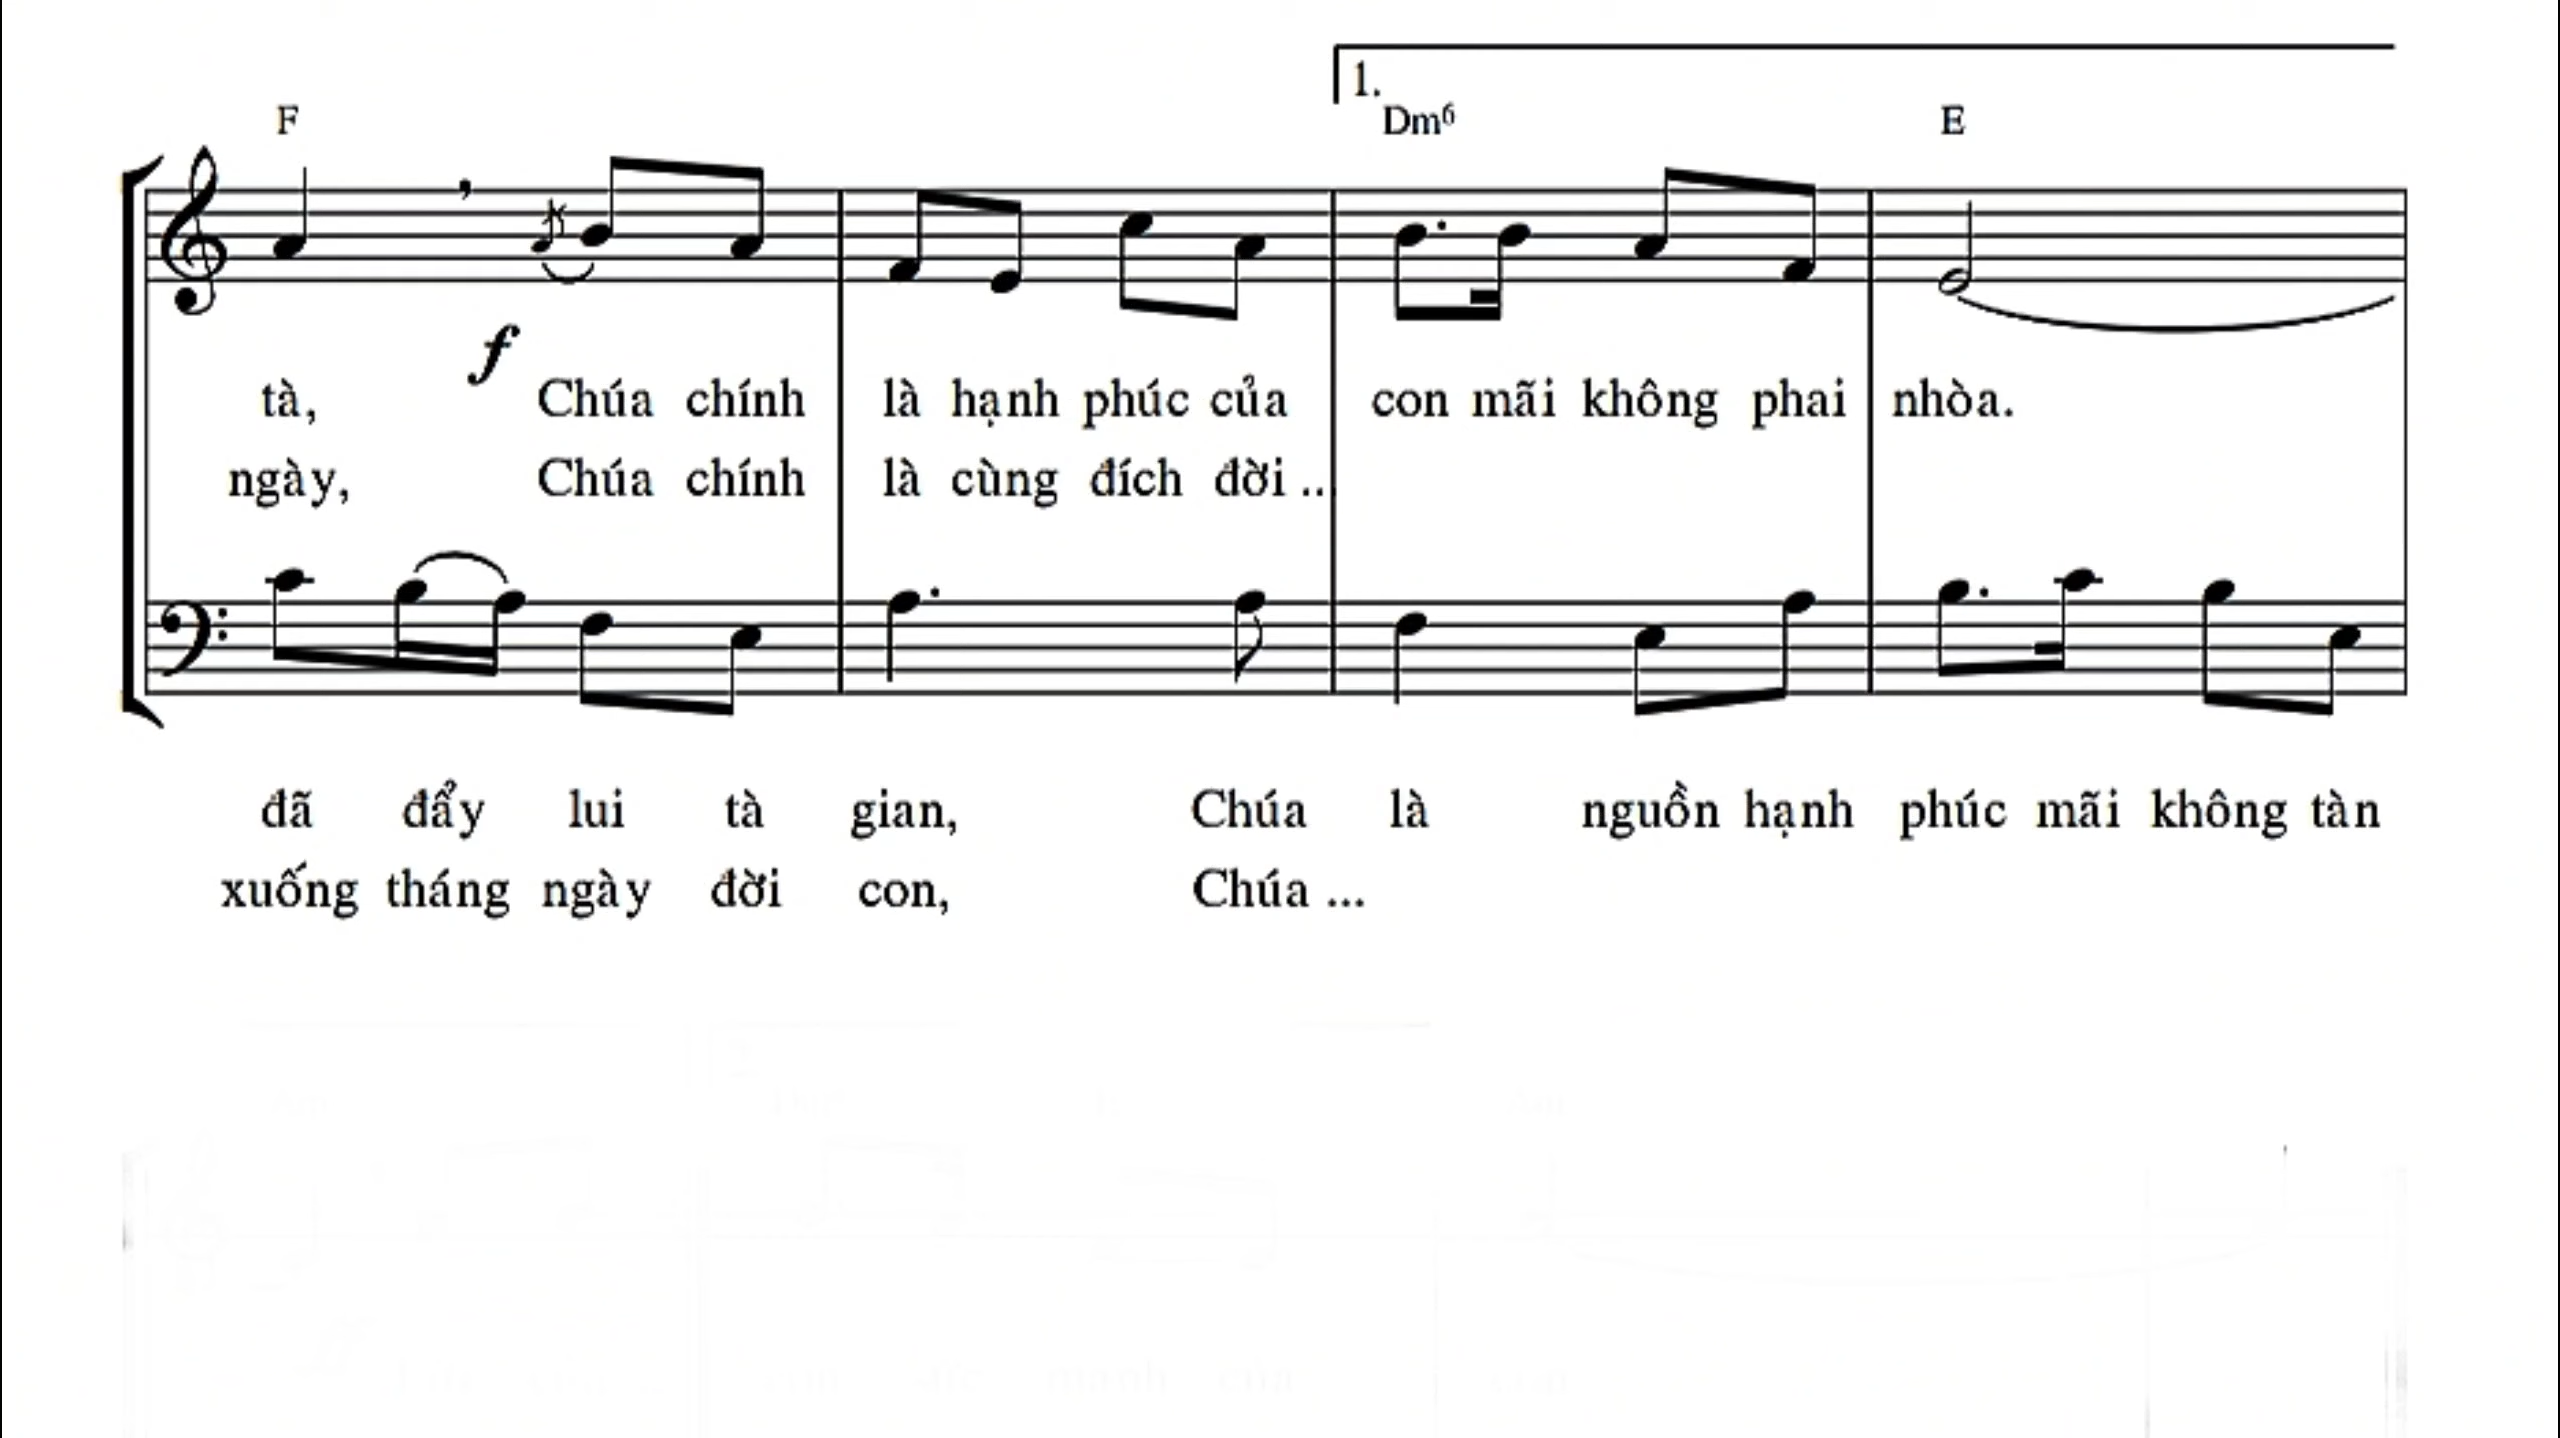 1.
F Dm6 E
f
tà, Chúa chính là hạnh phúc của con mãi không phai nhòa.
ngày, Chúa chính là cùng đích đời ...
đã đẩy lui tà gian, Chúa là nguồn hạnh phúc mãi không tàn
xuống tháng ngày đời con, Chúa ...